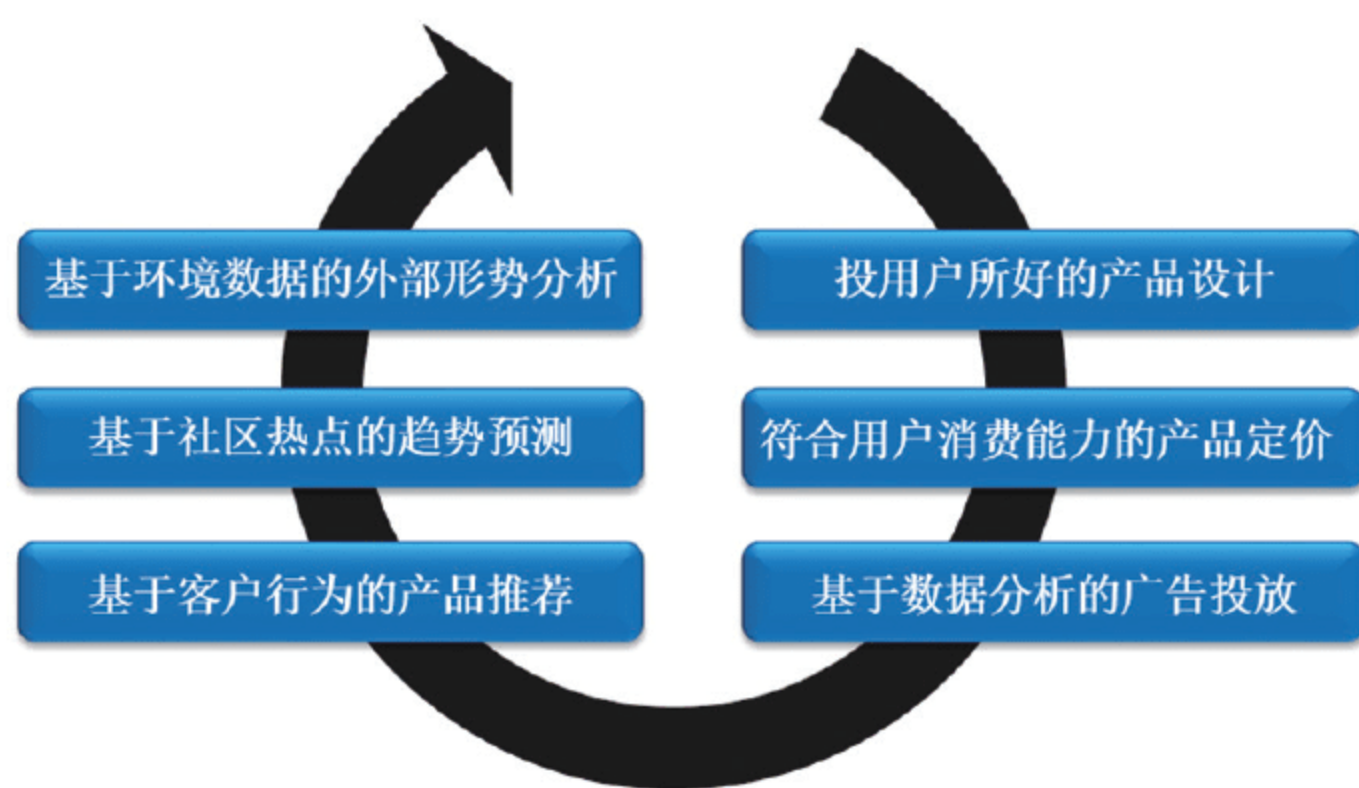 基于环境数据的外部形势分析
投用户所好的产品设计
基于社区热点的趋势预测
符合用户消费能力的产品定价
基于客户行为的产品推荐
基于数据分析的广告投放